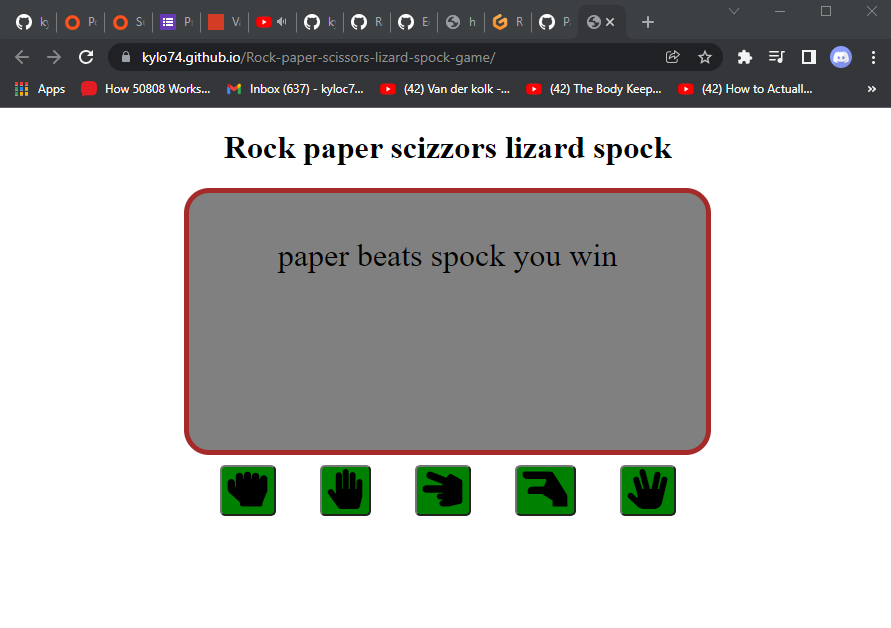 kylo74.github.io/Rock-paper-scissors-lizard-spock-game/
Apps How 50808 Works... Inbox (637) - kyloc7... (42) Van der kolk -... (42) The Body Keep... (42) How to Actuall... »
Rock paper scizzors lizard spock
paper beats spock you win